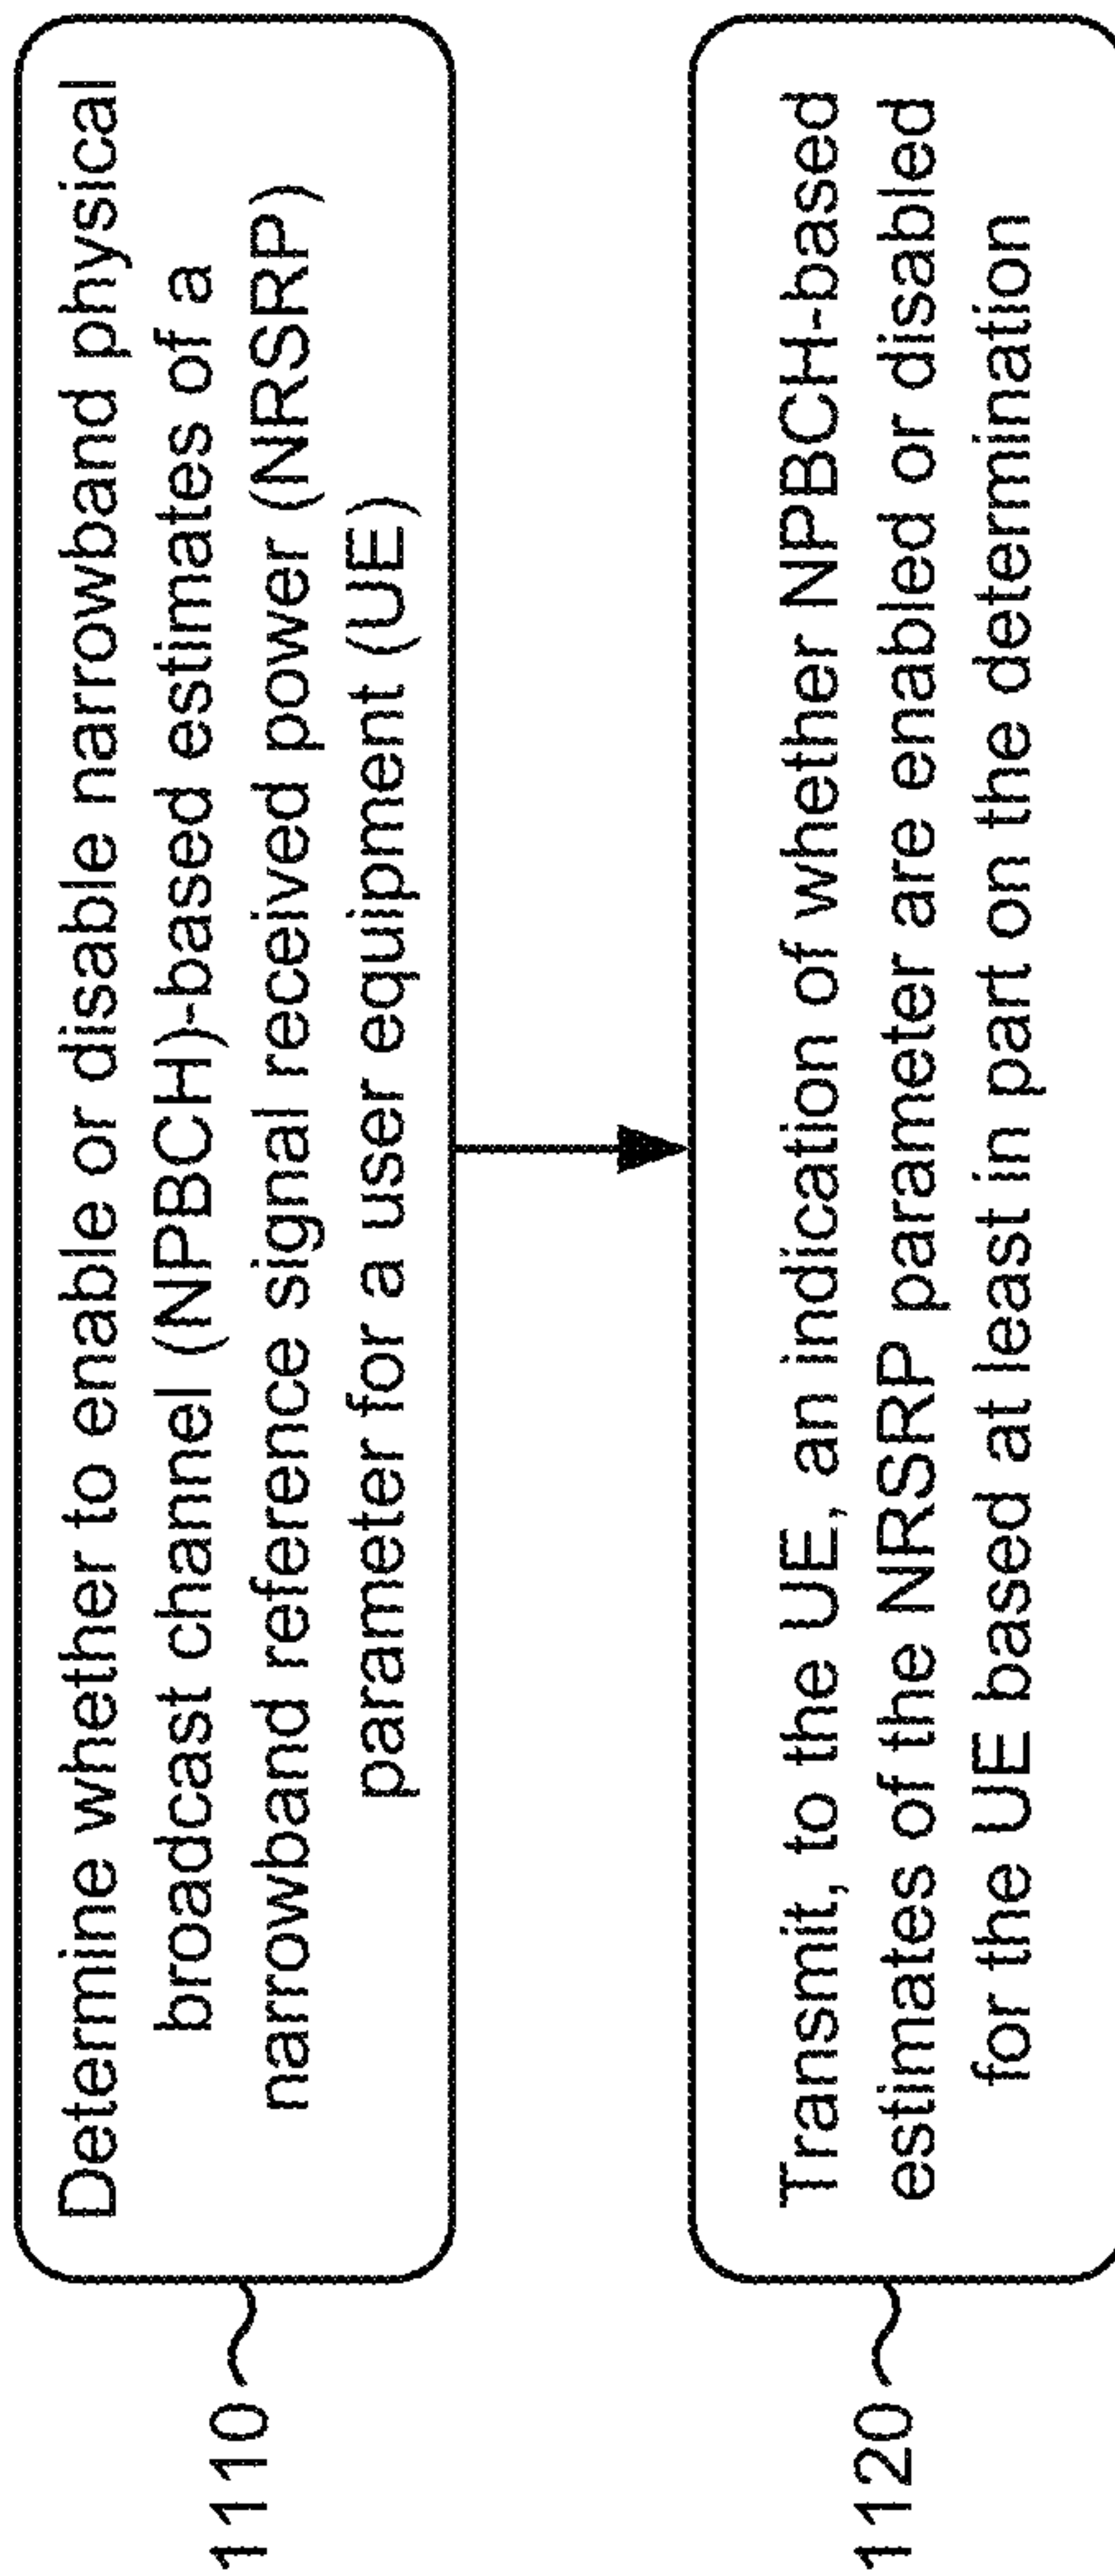 1110
Determine whether to enable or disable narrowband physical
broadcast channel (NPBCH)-based estimates of a
narrowband reference signal received power (NRSRP)
parameter for a user equipment (UE)
1120
Transmit, to the UE, an indication of whether NPBCH-based
estimates of the NRSRP parameter are enabled or disabled
for the UE based at least in part on the determination